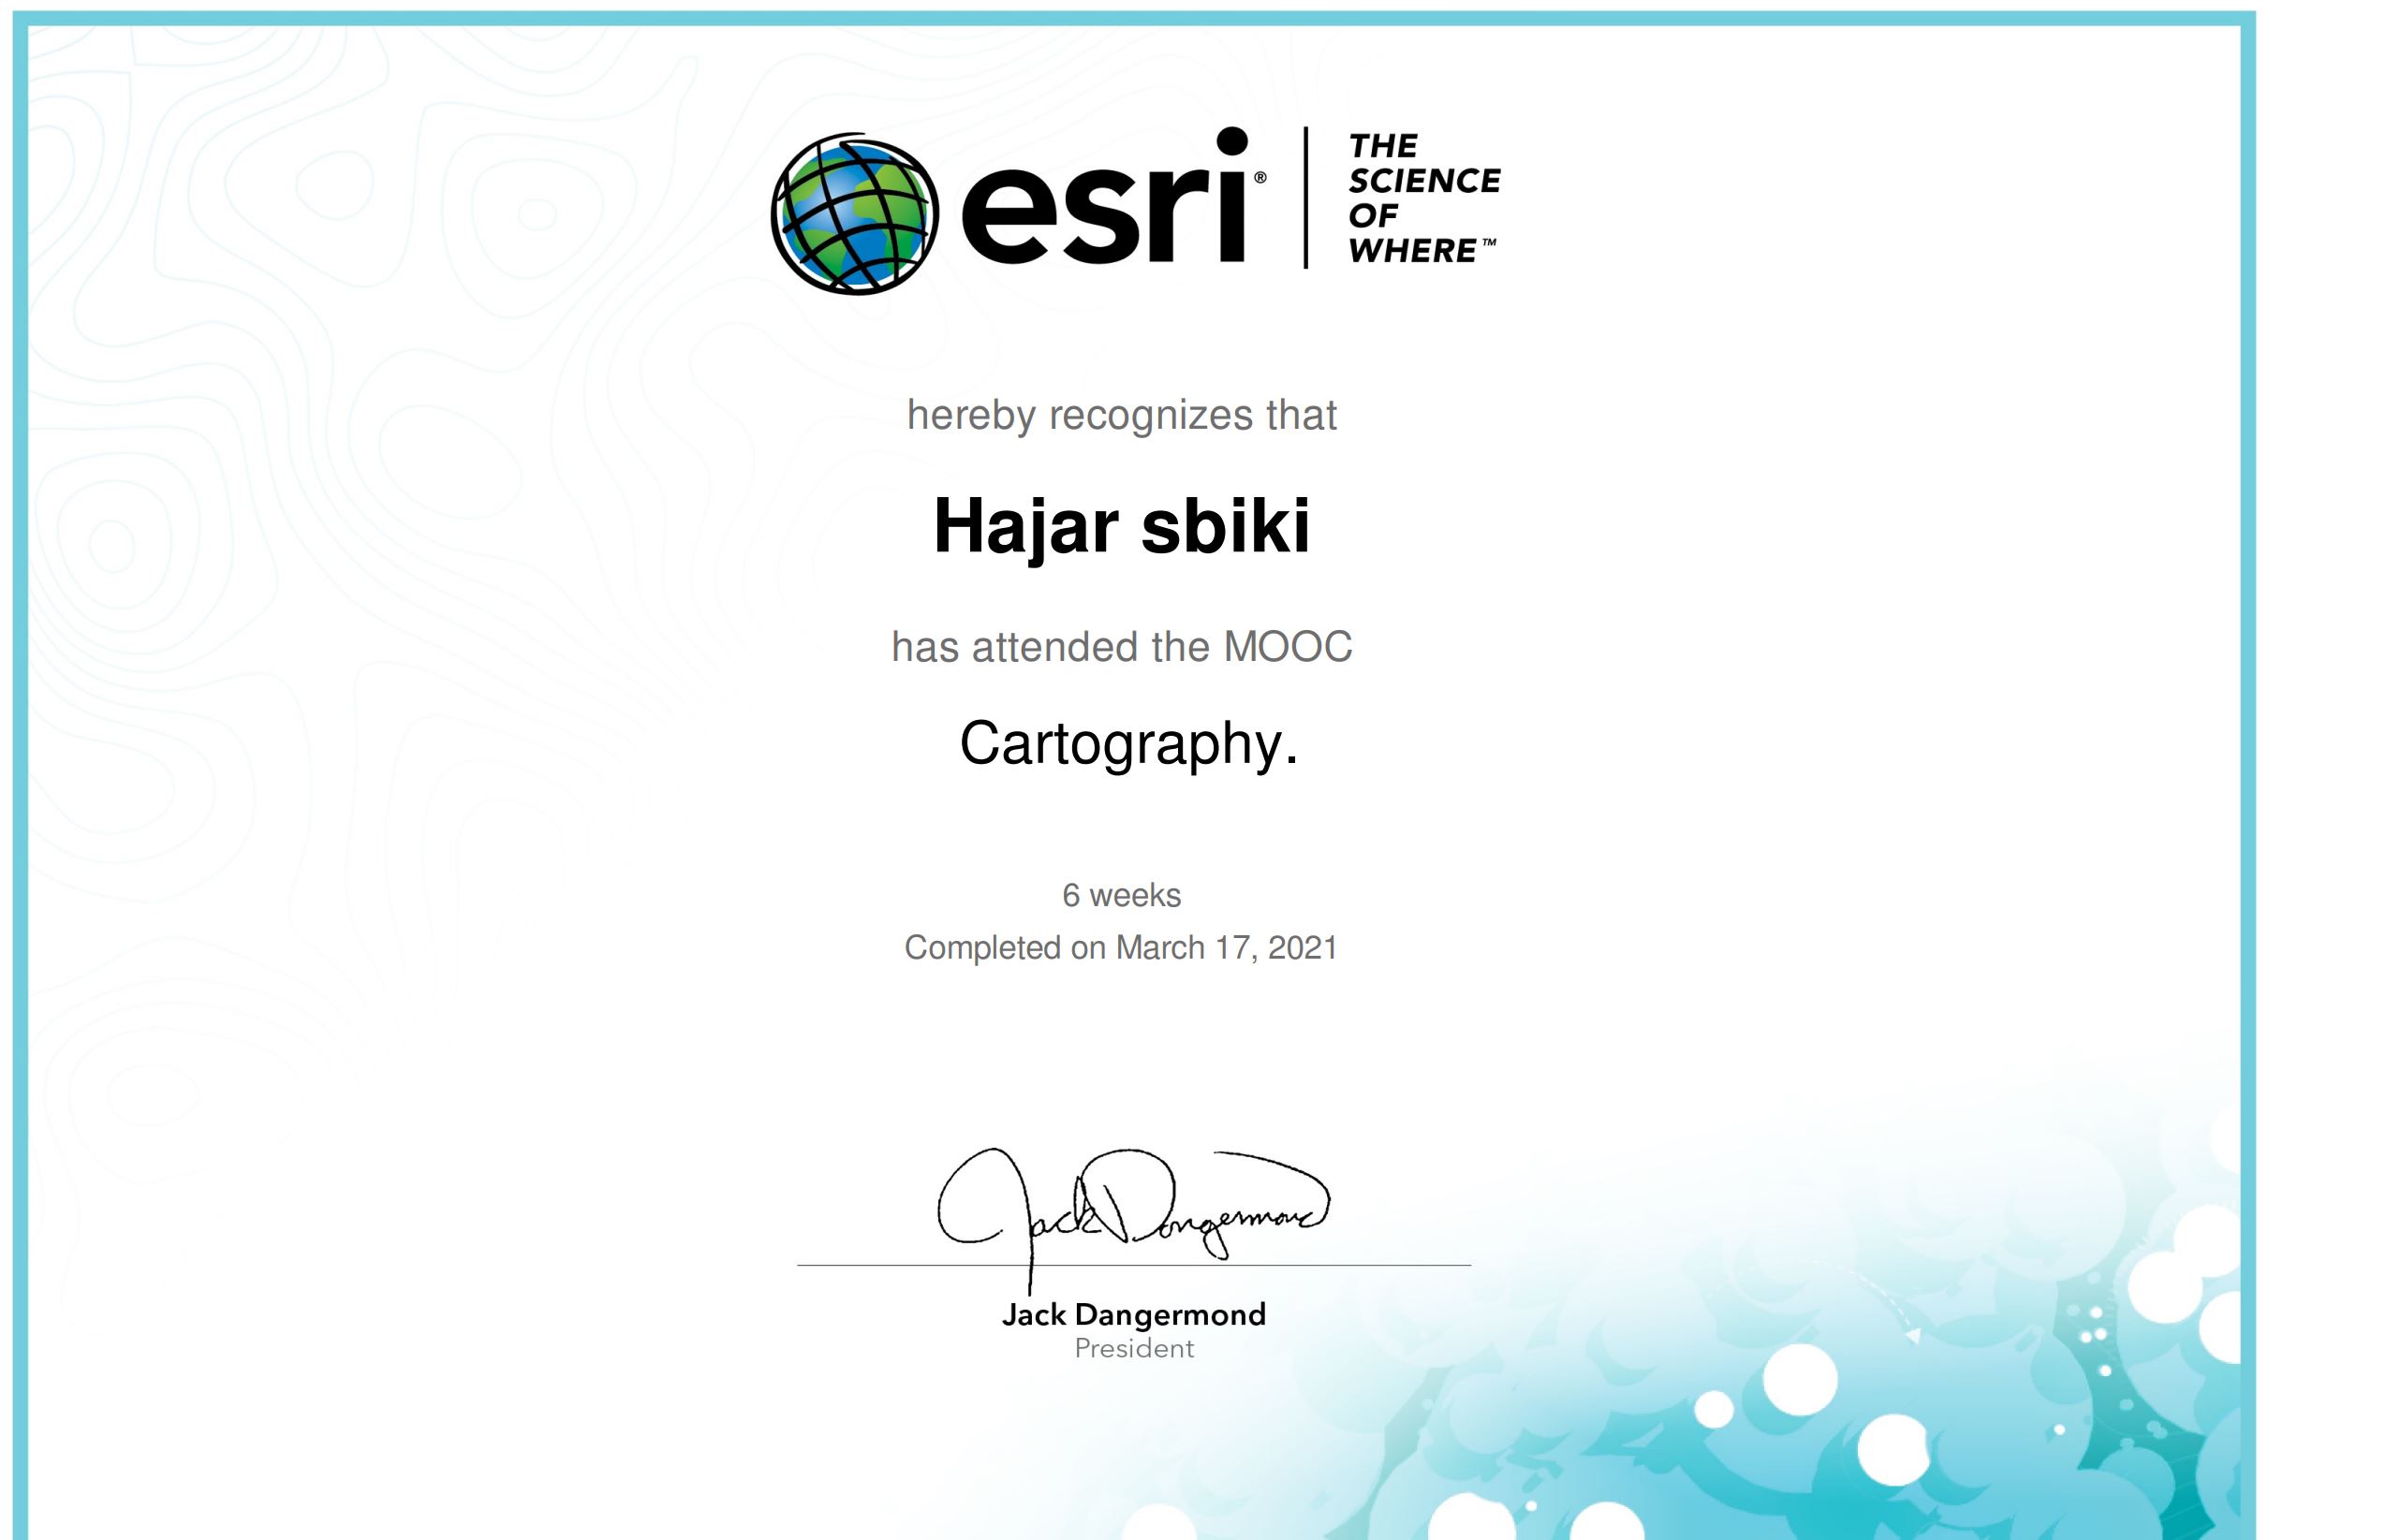 esri®
THE
SCIENCE
OF
WHERE™
hereby recognizes that
Hajar sbiki
has attended the MOOC
Cartography.
6 weeks
Completed on March 17, 2021
Jack Dangermond
Jack Dangermond
President